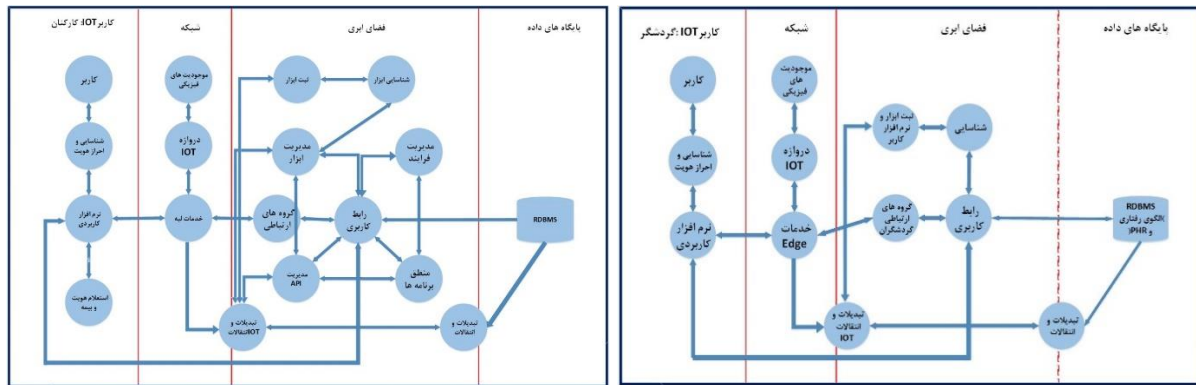 کاربر IOT: کارکنان
شبکه
فضای ابری
پایگاه های داده
کاربر
شناسایی و
احراز هویت
نرم افزار
کاربردی
استعلام هویت
و بیمه
موجودیت های
فیزیکی
دروازه
IOT
خدمات لبه
ثبت ابزار
شناسایی ابزار
مدیریت
ابزار
مدیریت
فرایند
گروه های
ارتباطی
رابط
کاربری
مدیریت
API
منطق
برنامه ها
تبدیلات و
انتقالات IOT
RDBMS
تبدیلات و
انتقالات
کاربر IOT: گردشگر
شبکه
فضای ابری
پایگاه های داده
کاربر
شناسایی و
احراز هویت
نرم افزار
کاربردی
موجودیت
های
فیزیکی
دروازه
IOT
خدمات
Edge
ثبت ابزار و
نرم افزار
کاربر
شناسایی
گروه های
ارتباطی
گردشگران
رابط
کاربری
تبدیلات و
انتقالات
IOT
RDBMS
)الگوی رفتاری
و PHR(
تبدیلات و
انتقالات